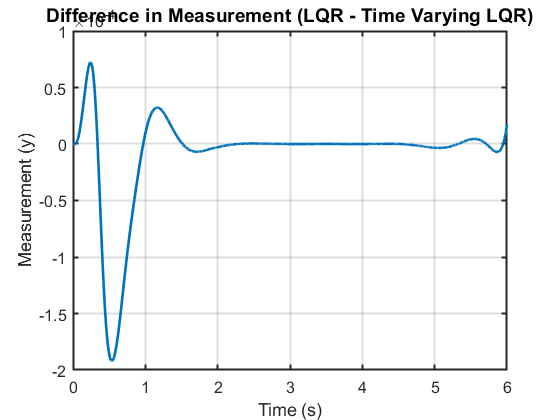 Difference in Measurement (LQR - Time Varying LQR)
1
0.5
0
-0.5
-1
-1.5
-2
Measurement (y)
0 1 2 3 4 5 6
Time (s)